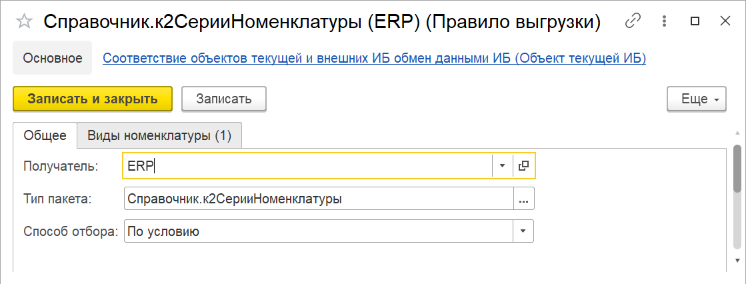 Справочник.к2СерииНоменклатуры (ERP) (Правило выгрузки)
Основное Соответствие объектов текущей и внешних ИБ обмен данными ИБ (Объект текущей ИБ)
Записать и закрыть Записать Еще
Общее Виды номенклатуры (1)
Получатель: ERP
Тип пакета: Справочник.к2СерииНоменклатуры ...
Способ отбора: По условию